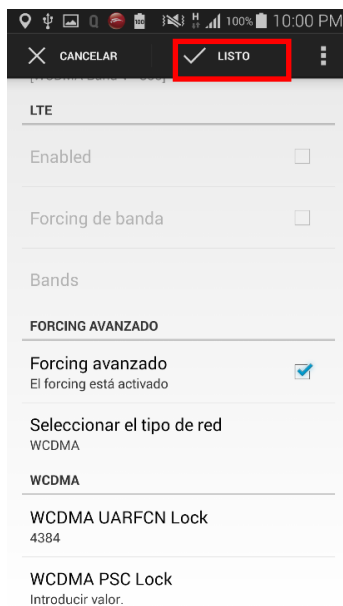 H 100% 10:00 PM
CANCELAR LISTO
LTE
Enabled
Forcing de banda
Bands
FORCING AVANZADO
Forcing avanzado
El forcing está activado
Seleccionar el tipo de red
WCDMA
WCDMA
WCDMA UARFCN Lock
4384
WCDMA PSC Lock
Introducir valor.